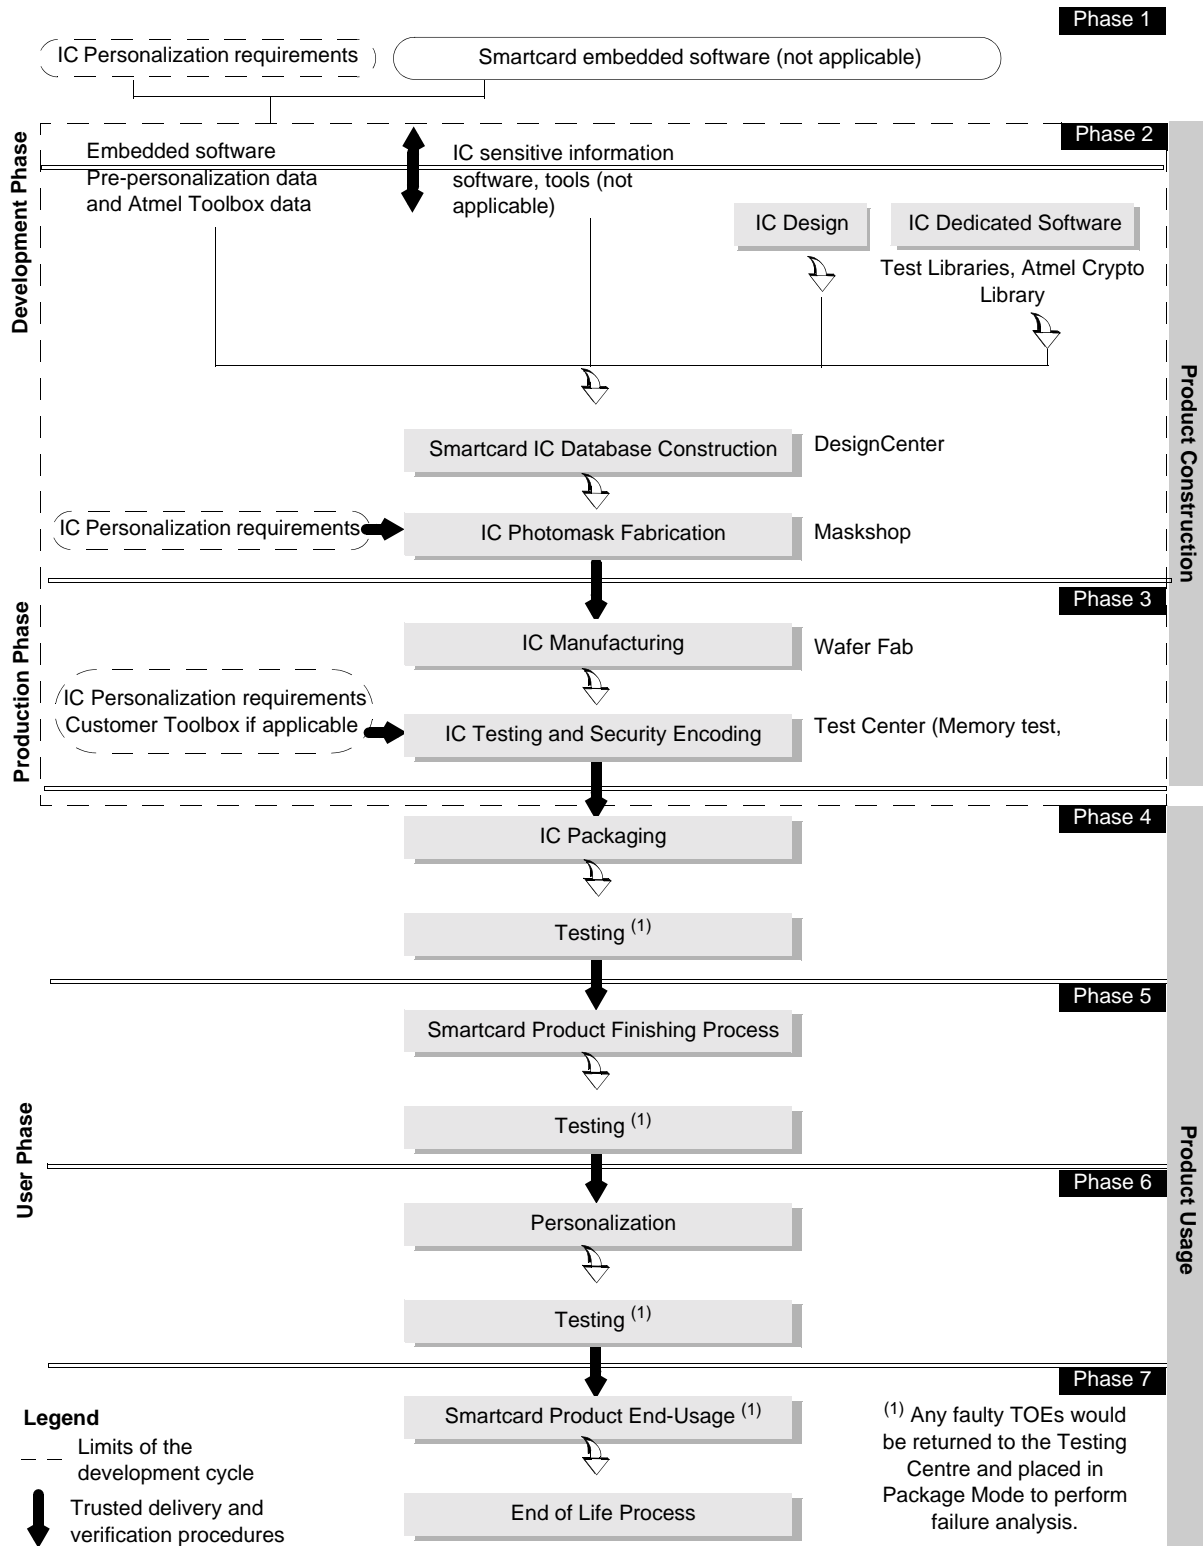 Phase 1
IC Personalization requirements
Smartcard embedded software (not applicable)
Phase 2
Development Phase
Embedded software
Pre-personalization data
and Atmel Toolbox data
IC sensitive information
software, tools (not
applicable)
IC Design
IC Dedicated Software
Test Libraries, Atmel Crypto
Library
Product Construction
Smartcard IC Database Construction
DesignCenter
IC Personalization requirements
IC Photomask Fabrication
Maskshop
Phase 3
Production Phase
IC Manufacturing
Wafer Fab
IC Personalization requirements
Customer Toolbox if applicable
IC Testing and Security Encoding
Test Center (Memory test,
Phase 4
IC Packaging
Testing (1)
Phase 5
Smartcard Product Finishing Process
User Phase
Testing (1)
Product Usage
Phase 6
Personalization
Testing (1)
Phase 7
Smartcard Product End-Usage (1)
End of Life Process
Legend
Limits of the
development cycle
Trusted delivery and
verification procedures
(1) Any faulty TOEs would
be returned to the Testing
Centre and placed in
Package Mode to perform
failure analysis.